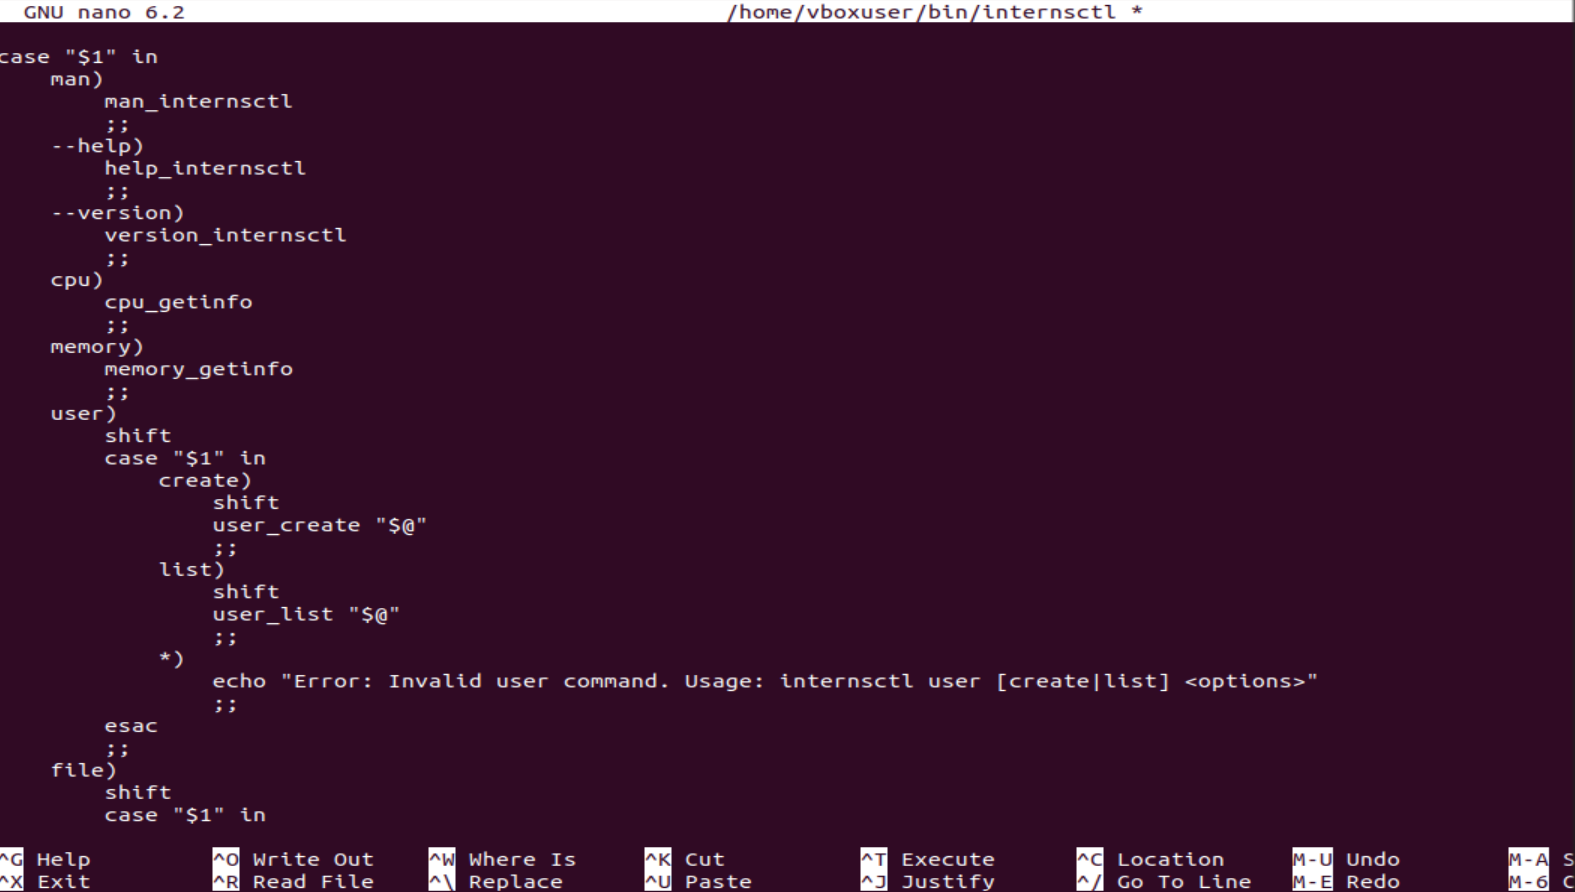 GNU nano 6.2 /home/vboxuser/bin/internsctl *
case "$1" in
    man)
        man_internsctl
        ;;
    --help)
        help_internsctl
        ;;
    --version)
        version_internsctl
        ;;
    cpu)
        cpu_getinfo
        ;;
    memory)
        memory_getinfo
        ;;
    user)
        shift
        case "$1" in
            create)
                shift
                user_create "$@"
                ;;
            list)
                shift
                user_list "$@"
                ;;
            *)
                echo "Error: Invalid user command. Usage: internsctl user [create|list] <options>"
                ;;
        esac
        ;;
    file)
        shift
        case "$1" in
^G Help ^O Write Out ^W Where Is ^K Cut ^T Execute ^C Location M-U Undo M-A
^X Exit ^R Read File ^\ Replace ^U Paste ^J Justify ^/ Go To Line M-E Redo M-6